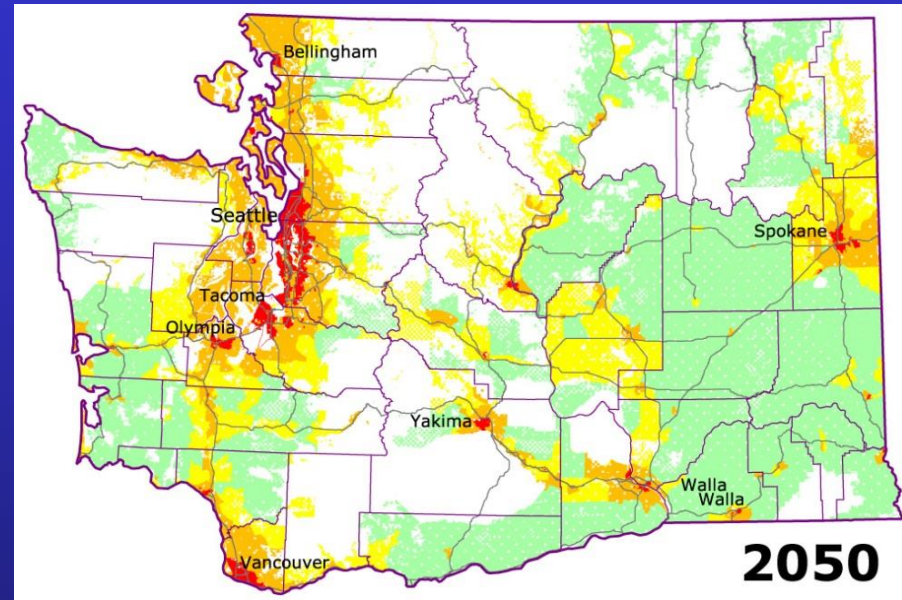 Bellingham
Seattle
Spokane
Tacoma
Olympia
Yakima
Walla
Walla
Vancouver
2050